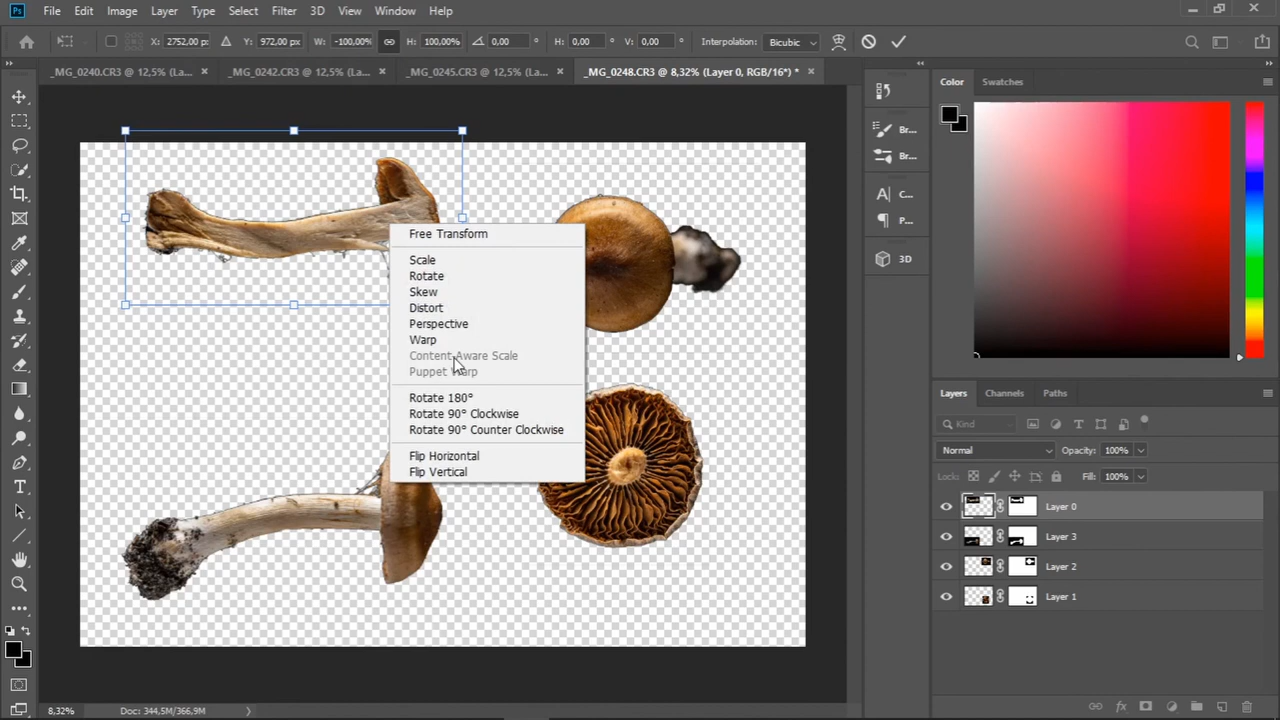 Ps File Edit Image Layer Type Select Filter 3D View Window Help
X: 2752,00 px Y: 972,00 px W: -100,00% H: 100,00% 0,00 ° H: 0,00 ° V: 0,00 ° Interpolation: Bicubic
_MG_0240.CR3 @ 12,5% (La... × _MG_0242.CR3 @ 12,5% (La... × _MG_0245.CR3 @ 12,5% (La... × _MG_0248.CR3 @ 8,32% (Layer 0, RGB/16*) * ×
Color Swatches
Br...
Br...
C...
P...
3D
Free Transform
Scale
Rotate
Skew
Distort
Perspective
Warp
Content-Aware Scale
Puppet Warp
Rotate 180°
Rotate 90° Clockwise
Rotate 90° Counter Clockwise
Flip Horizontal
Flip Vertical
Layers Channels Paths
Kind
Normal Opacity: 100%
Lock: Fill: 100%
Layer 0
Layer 3
Layer 2
Layer 1
8,32% Doc: 344,5M/366,9M